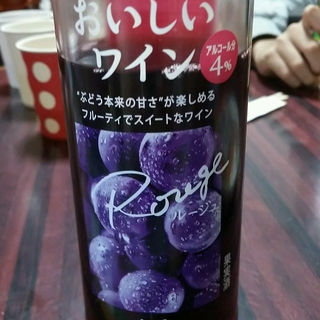 おいしい
ワイン
アルコール分
4%
"ぶどう本来の甘さ"が楽しめる
フルーティでスイートなワイン
Rouge
ルージュ
果実酒